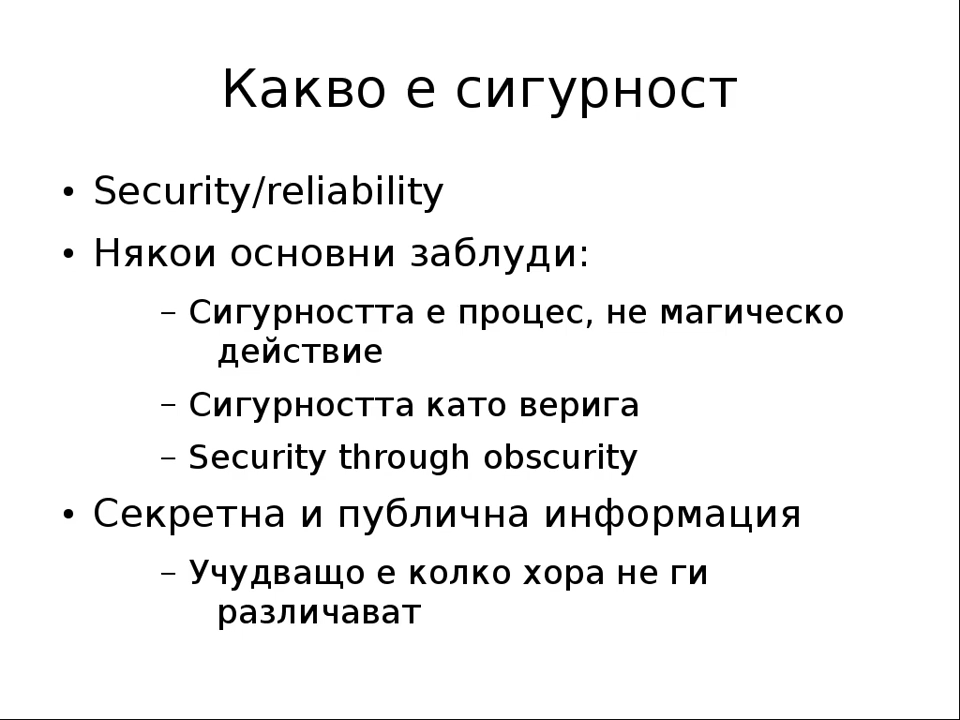 Какво е сигурност
• Security/reliability
• Някои основни заблуди:
– Сигурността е процес, не магическо
действие
– Сигурността като верига
– Security through obscurity
• Секретна и публична информация
– Учудващо е колко хора не ги
различават